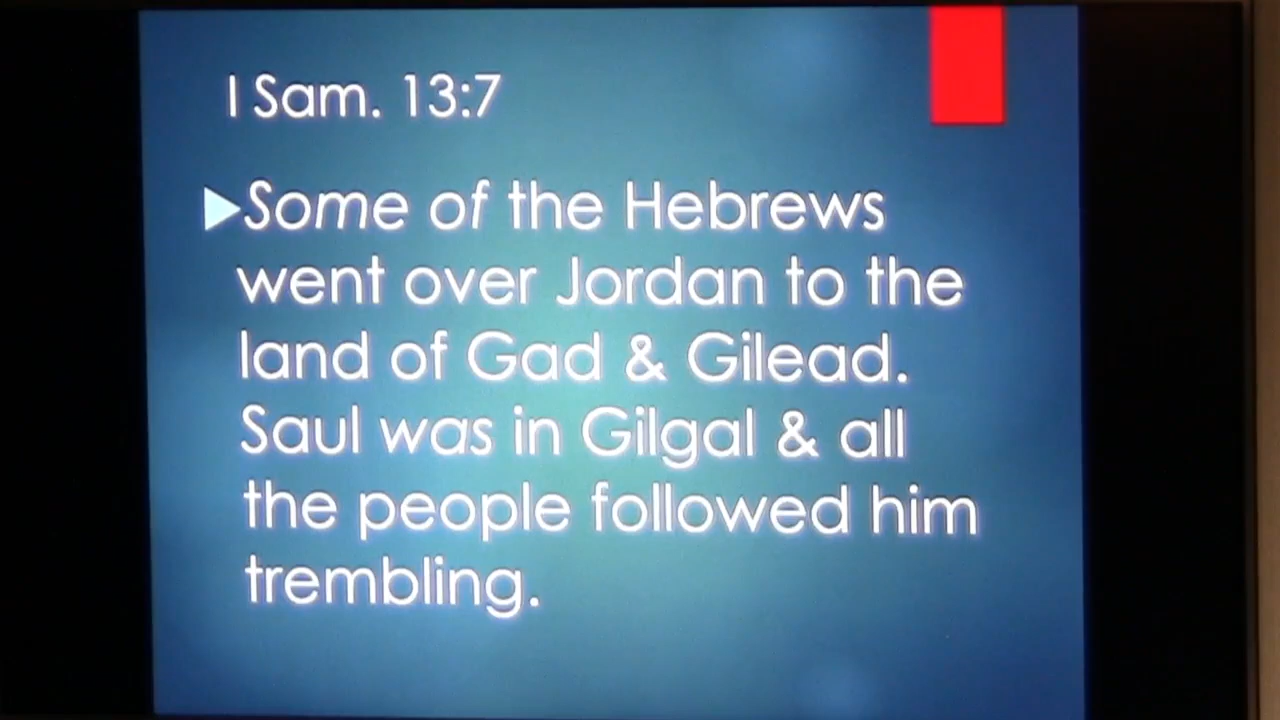 I Sam. 13:7
Some of the Hebrews
went over Jordan to the
land of Gad & Gilead.
Saul was in Gilgal & all
the people followed him
trembling.